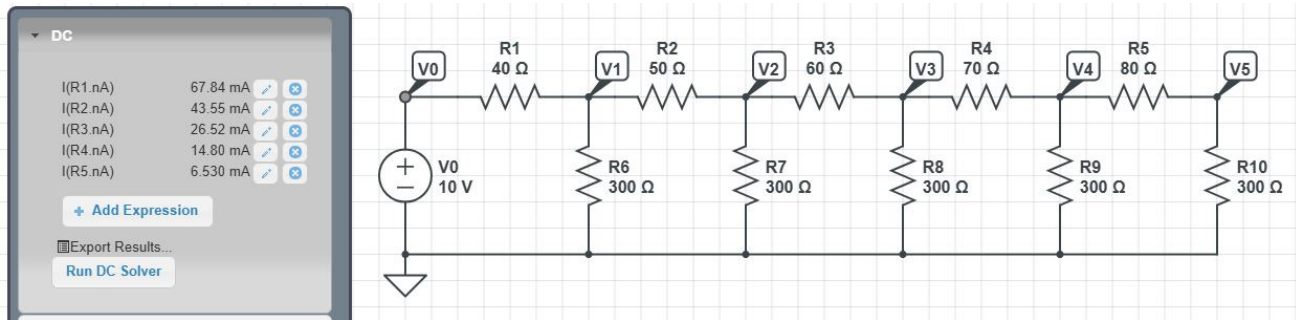 DC
I(R1.nA) 67.84 mA
I(R2.nA) 43.55 mA
I(R3.nA) 26.52 mA
I(R4.nA) 14.80 mA
I(R5.nA) 6.530 mA
+ Add Expression
Export Results...
Run DC Solver
V0 R1 V1 R2 V2 R3 V3 R4 V4 R5 V5
40 Ω 50 Ω 60 Ω 70 Ω 80 Ω
V0 R6 R7 R8 R9 R10
10 V 300 Ω 300 Ω 300 Ω 300 Ω 300 Ω